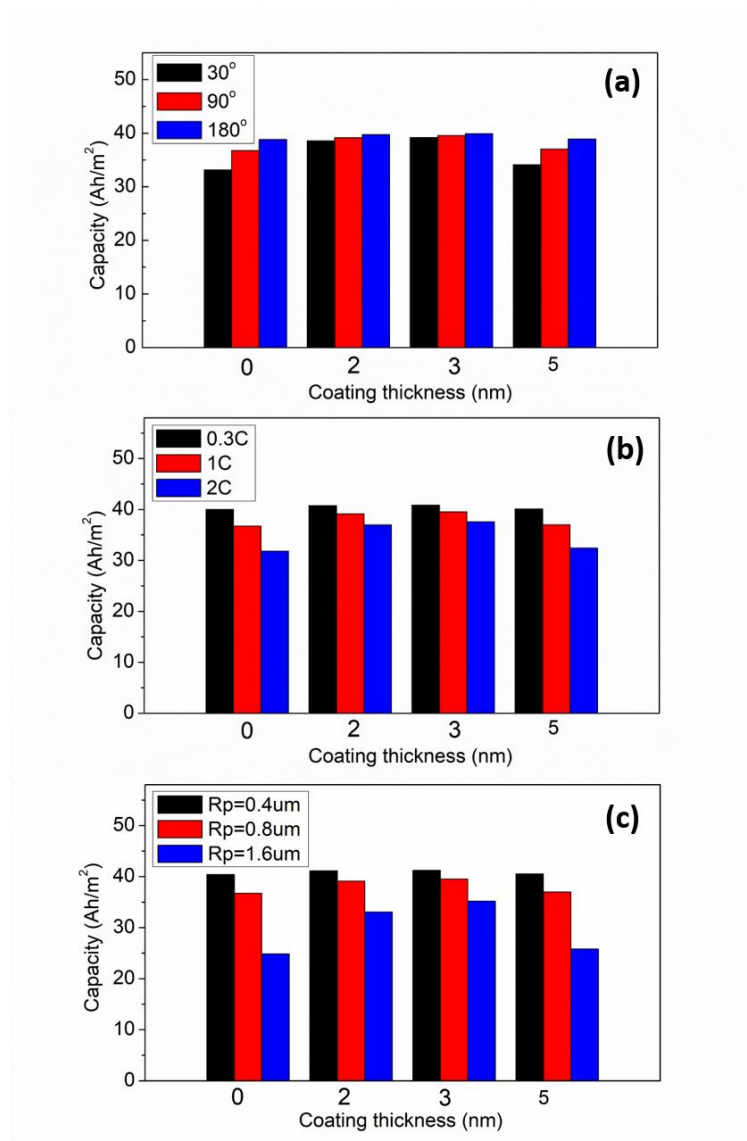 (a)
30°
90°
180°
50
40
30
20
10
0
Capacity (Ah/m²)
0 2 3 5
Coating thickness (nm)
(b)
0.3C
1C
2C
50
40
30
20
10
0
Capacity (Ah/m²)
0 2 3 5
Coating thickness (nm)
(c)
Rp=0.4um
Rp=0.8um
Rp=1.6um
50
40
30
20
10
0
Capacity (Ah/m²)
0 2 3 5
Coating thickness (nm)